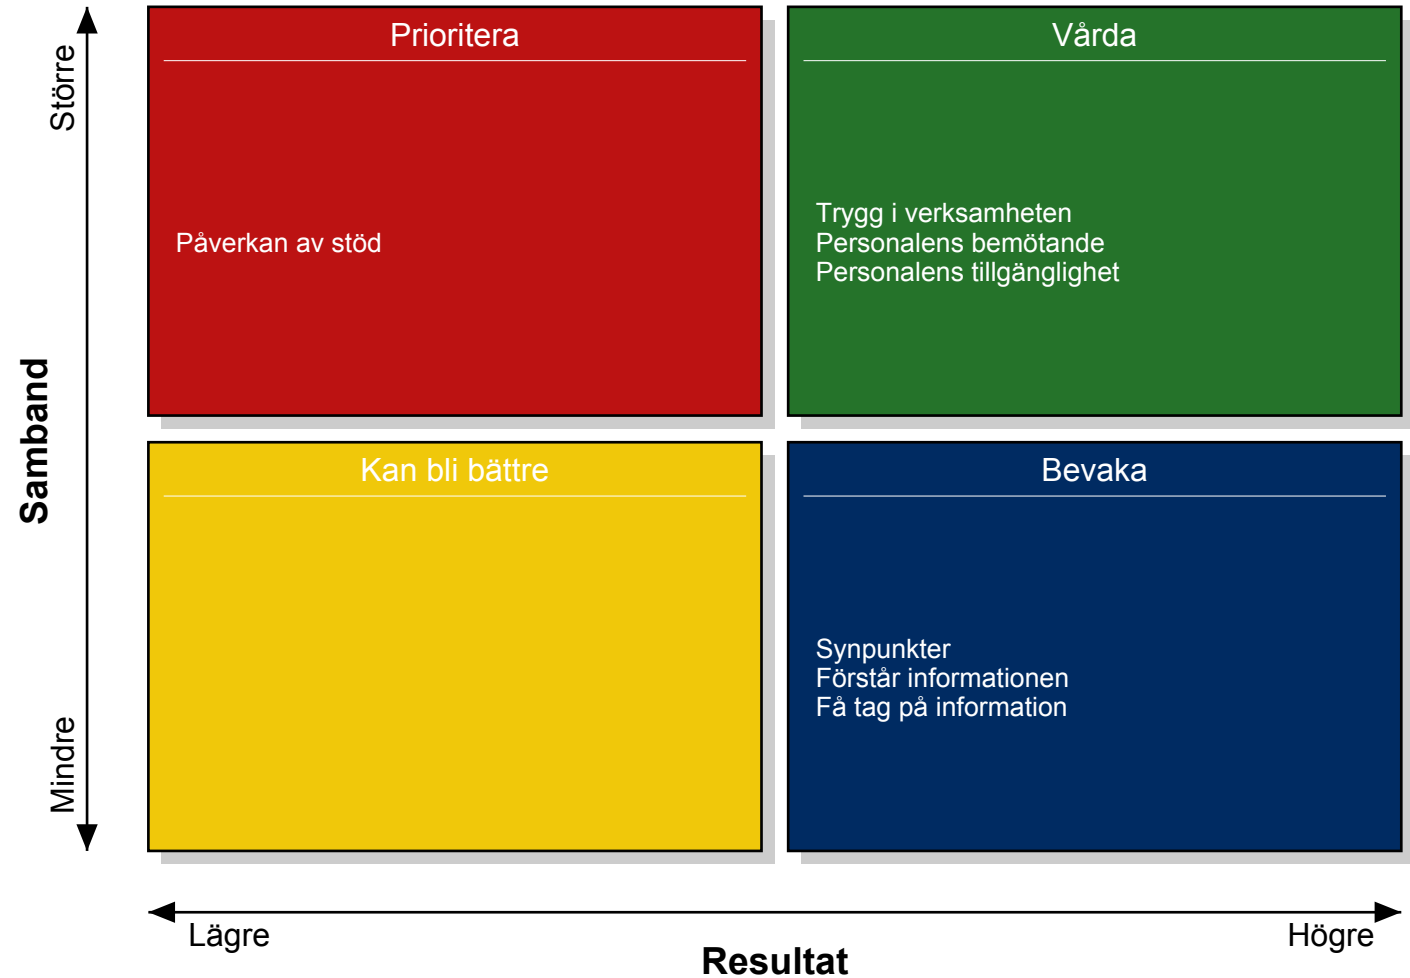 Större
Prioritera
Vårda
Påverkan av stöd
Trygg i verksamheten
Personalens bemötande
Personalens tillgänglighet
Samband
Kan bli bättre
Bevaka
Synpunkter
Förstår informationen
Få tag på information
Mindre
Lägre
Högre
Resultat